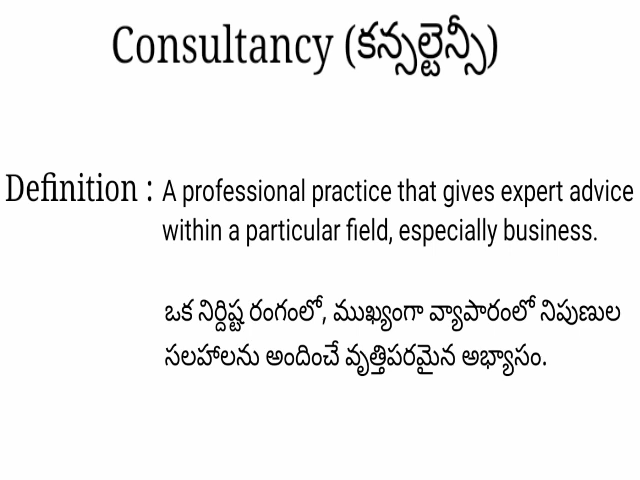 Consultancy (కన్సల్టెన్సీ)
Definition : A professional practice that gives expert advice
within a particular field, especially business.
ఒక నిర్దిష్ట రంగంలో, ముఖ్యంగా వ్యాపారంలో నిపుణుల
సలహాలను అందించే వృత్తిపరమైన అభ్యాసం.